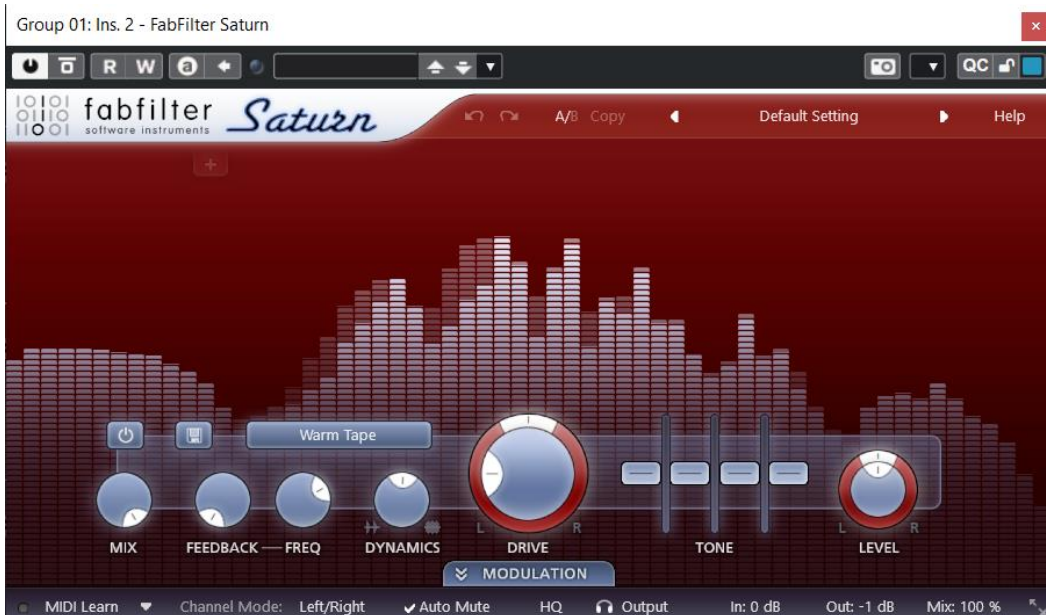 Group 01: Ins. 2 - FabFilter Saturn
R W a QC
fabfilter Saturn A/B Copy Default Setting Help
software instruments
Warm Tape
L R L R
MIX FEEDBACK FREQ DYNAMICS DRIVE TONE LEVEL
MODULATION
MIDI Learn Channel Mode: Left/Right Auto Mute HQ Output In: 0 dB Out: -1 dB Mix: 100 %